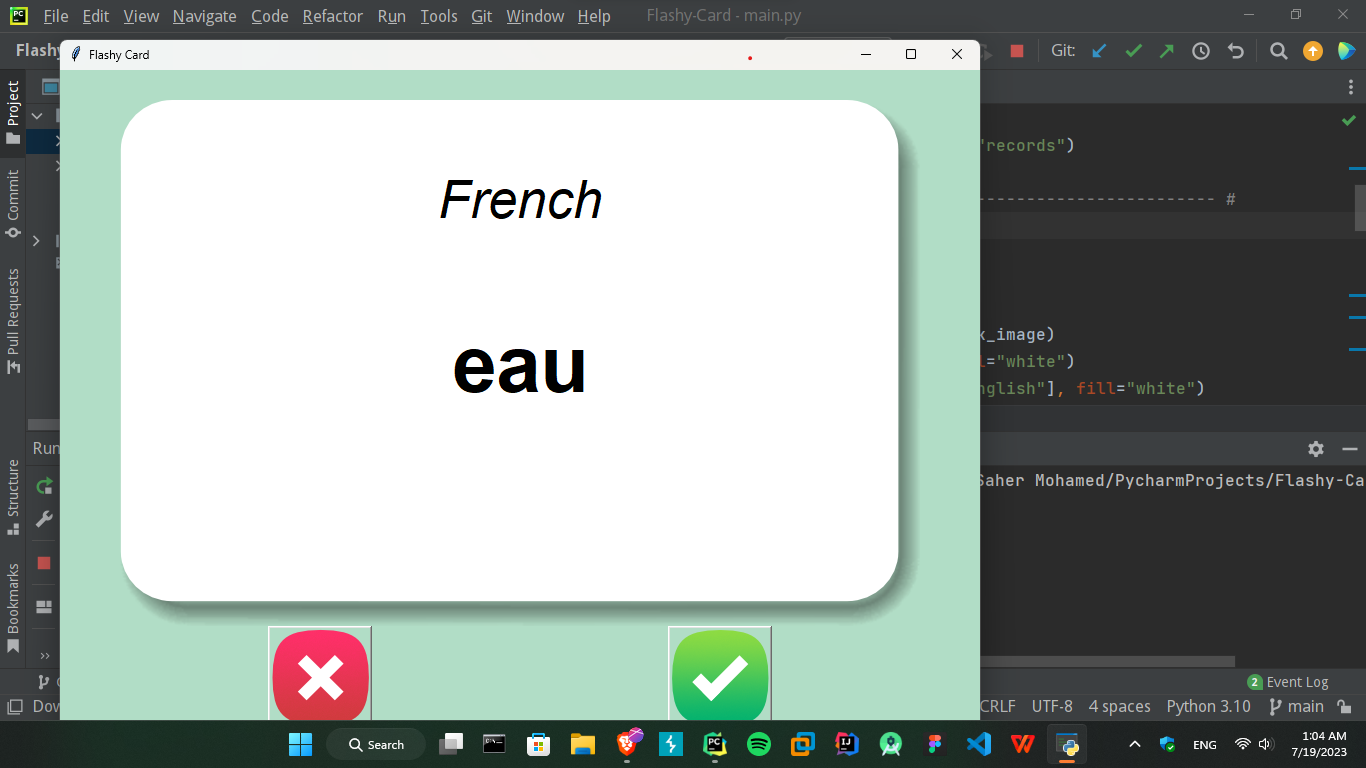 File Edit View Navigate Code Refactor Run Tools Git Window Help Flashy-Card - main.py
Flashy
Git:
Flashy Card
French
eau
"records")
------------------------ #
x_image)
="white")
nglish"], fill="white")
Project
Commit
Pull Requests
Structure
Bookmarks
Run
Saher Mohamed/PycharmProjects/Flashy-Ca
2 Event Log
CRLF UTF-8 4 spaces Python 3.10 main
Search
ENG
1:04 AM
7/19/2023